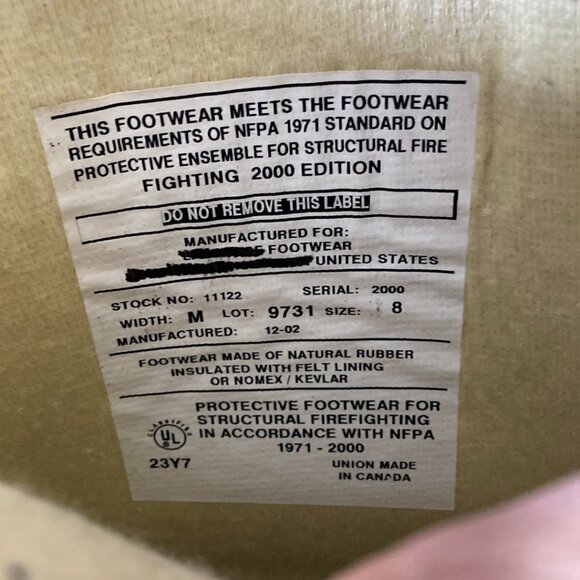 THIS FOOTWEAR MEETS THE FOOTWEAR
REQUIREMENTS OF NFPA 1971 STANDARD ON
PROTECTIVE ENSEMBLE FOR STRUCTURAL FIRE
FIGHTING 2000 EDITION
DO NOT REMOVE THIS LABEL
MANUFACTURED FOR:
FOOTWEAR
UNITED STATES
STOCK NO: 11122 SERIAL: 2000
WIDTH: M LOT: 9731 SIZE: 8
MANUFACTURED: 12-02
FOOTWEAR MADE OF NATURAL RUBBER
INSULATED WITH FELT LINING
OR NOMEX / KEVLAR
CLASSIFIED
UL
23Y7
PROTECTIVE FOOTWEAR FOR
STRUCTURAL FIREFIGHTING
IN ACCORDANCE WITH NFPA
1971 - 2000
UNION MADE
IN CANADA